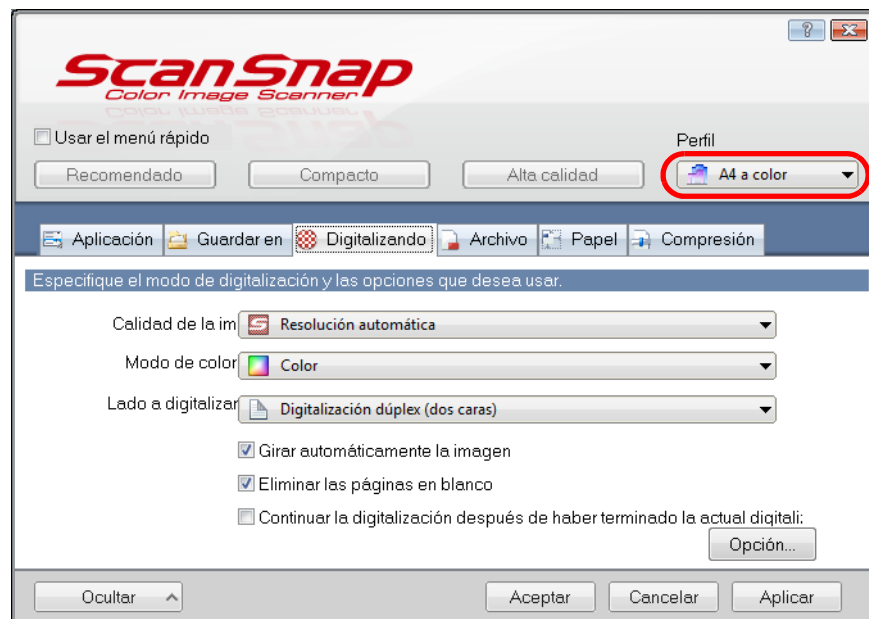 ScanSnap
Color Image Scanner
Usar el menú rápido
Perfil
Recomendado Compacto Alta calidad A4 a color
Aplicación Guardar en Digitalizando Archivo Papel Compresión
Especifique el modo de digitalización y las opciones que desea usar.
Calidad de la im Resolución automática
Modo de color Color
Lado a digitalizar Digitalización dúplex (dos caras)
Girar automáticamente la imagen
Eliminar las páginas en blanco
Continuar la digitalización después de haber terminado la actual digitali:
Opción...
Ocultar Aceptar Cancelar Aplicar